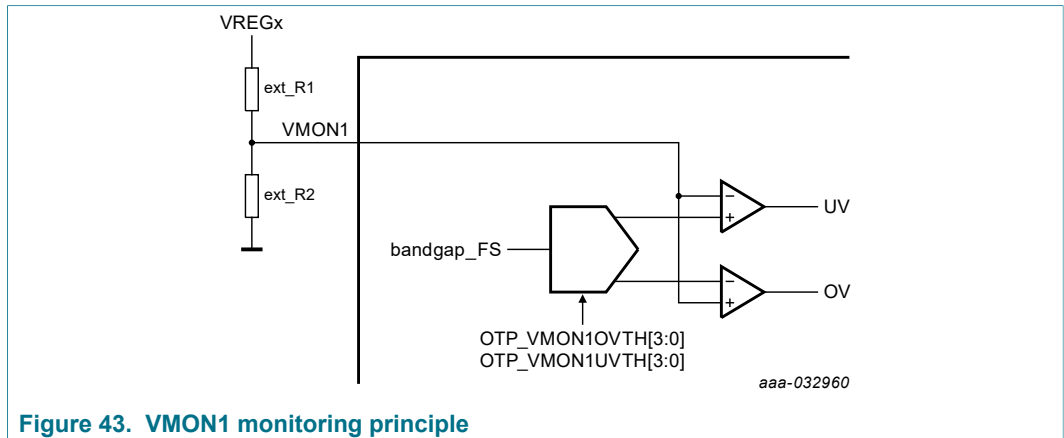 VREGx
ext_R1
VMON1
ext_R2
−
+
UV
bandgap_FS
−
+
OV
OTP_VMON1OVTH[3:0]
OTP_VMON1UVTH[3:0]
aaa-032960
Figure 43. VMON1 monitoring principle